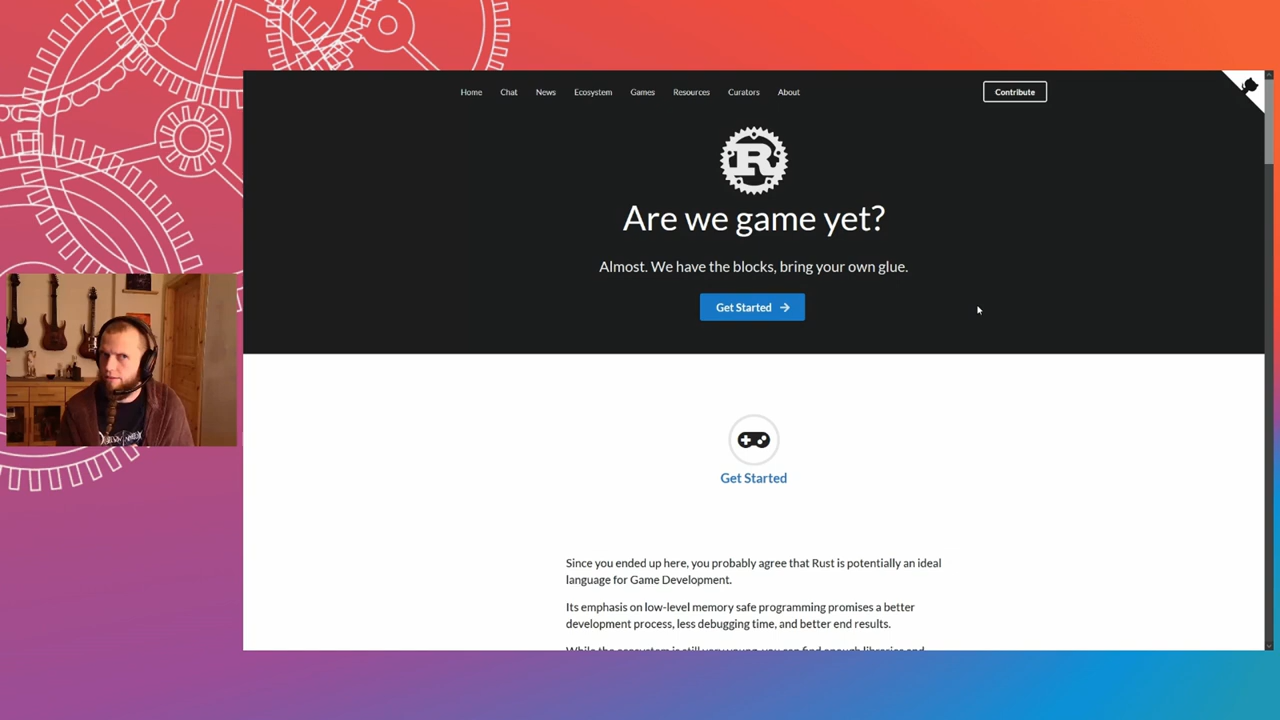 Home Chat News Ecosystem Games Resources Curators About Contribute
R
Are we game yet?
Almost. We have the blocks, bring your own glue.
Get Started
Get Started
Since you ended up here, you probably agree that Rust is potentially an ideal
language for Game Development.
Its emphasis on low-level memory safe programming promises a better
development process, less debugging time, and better end results.